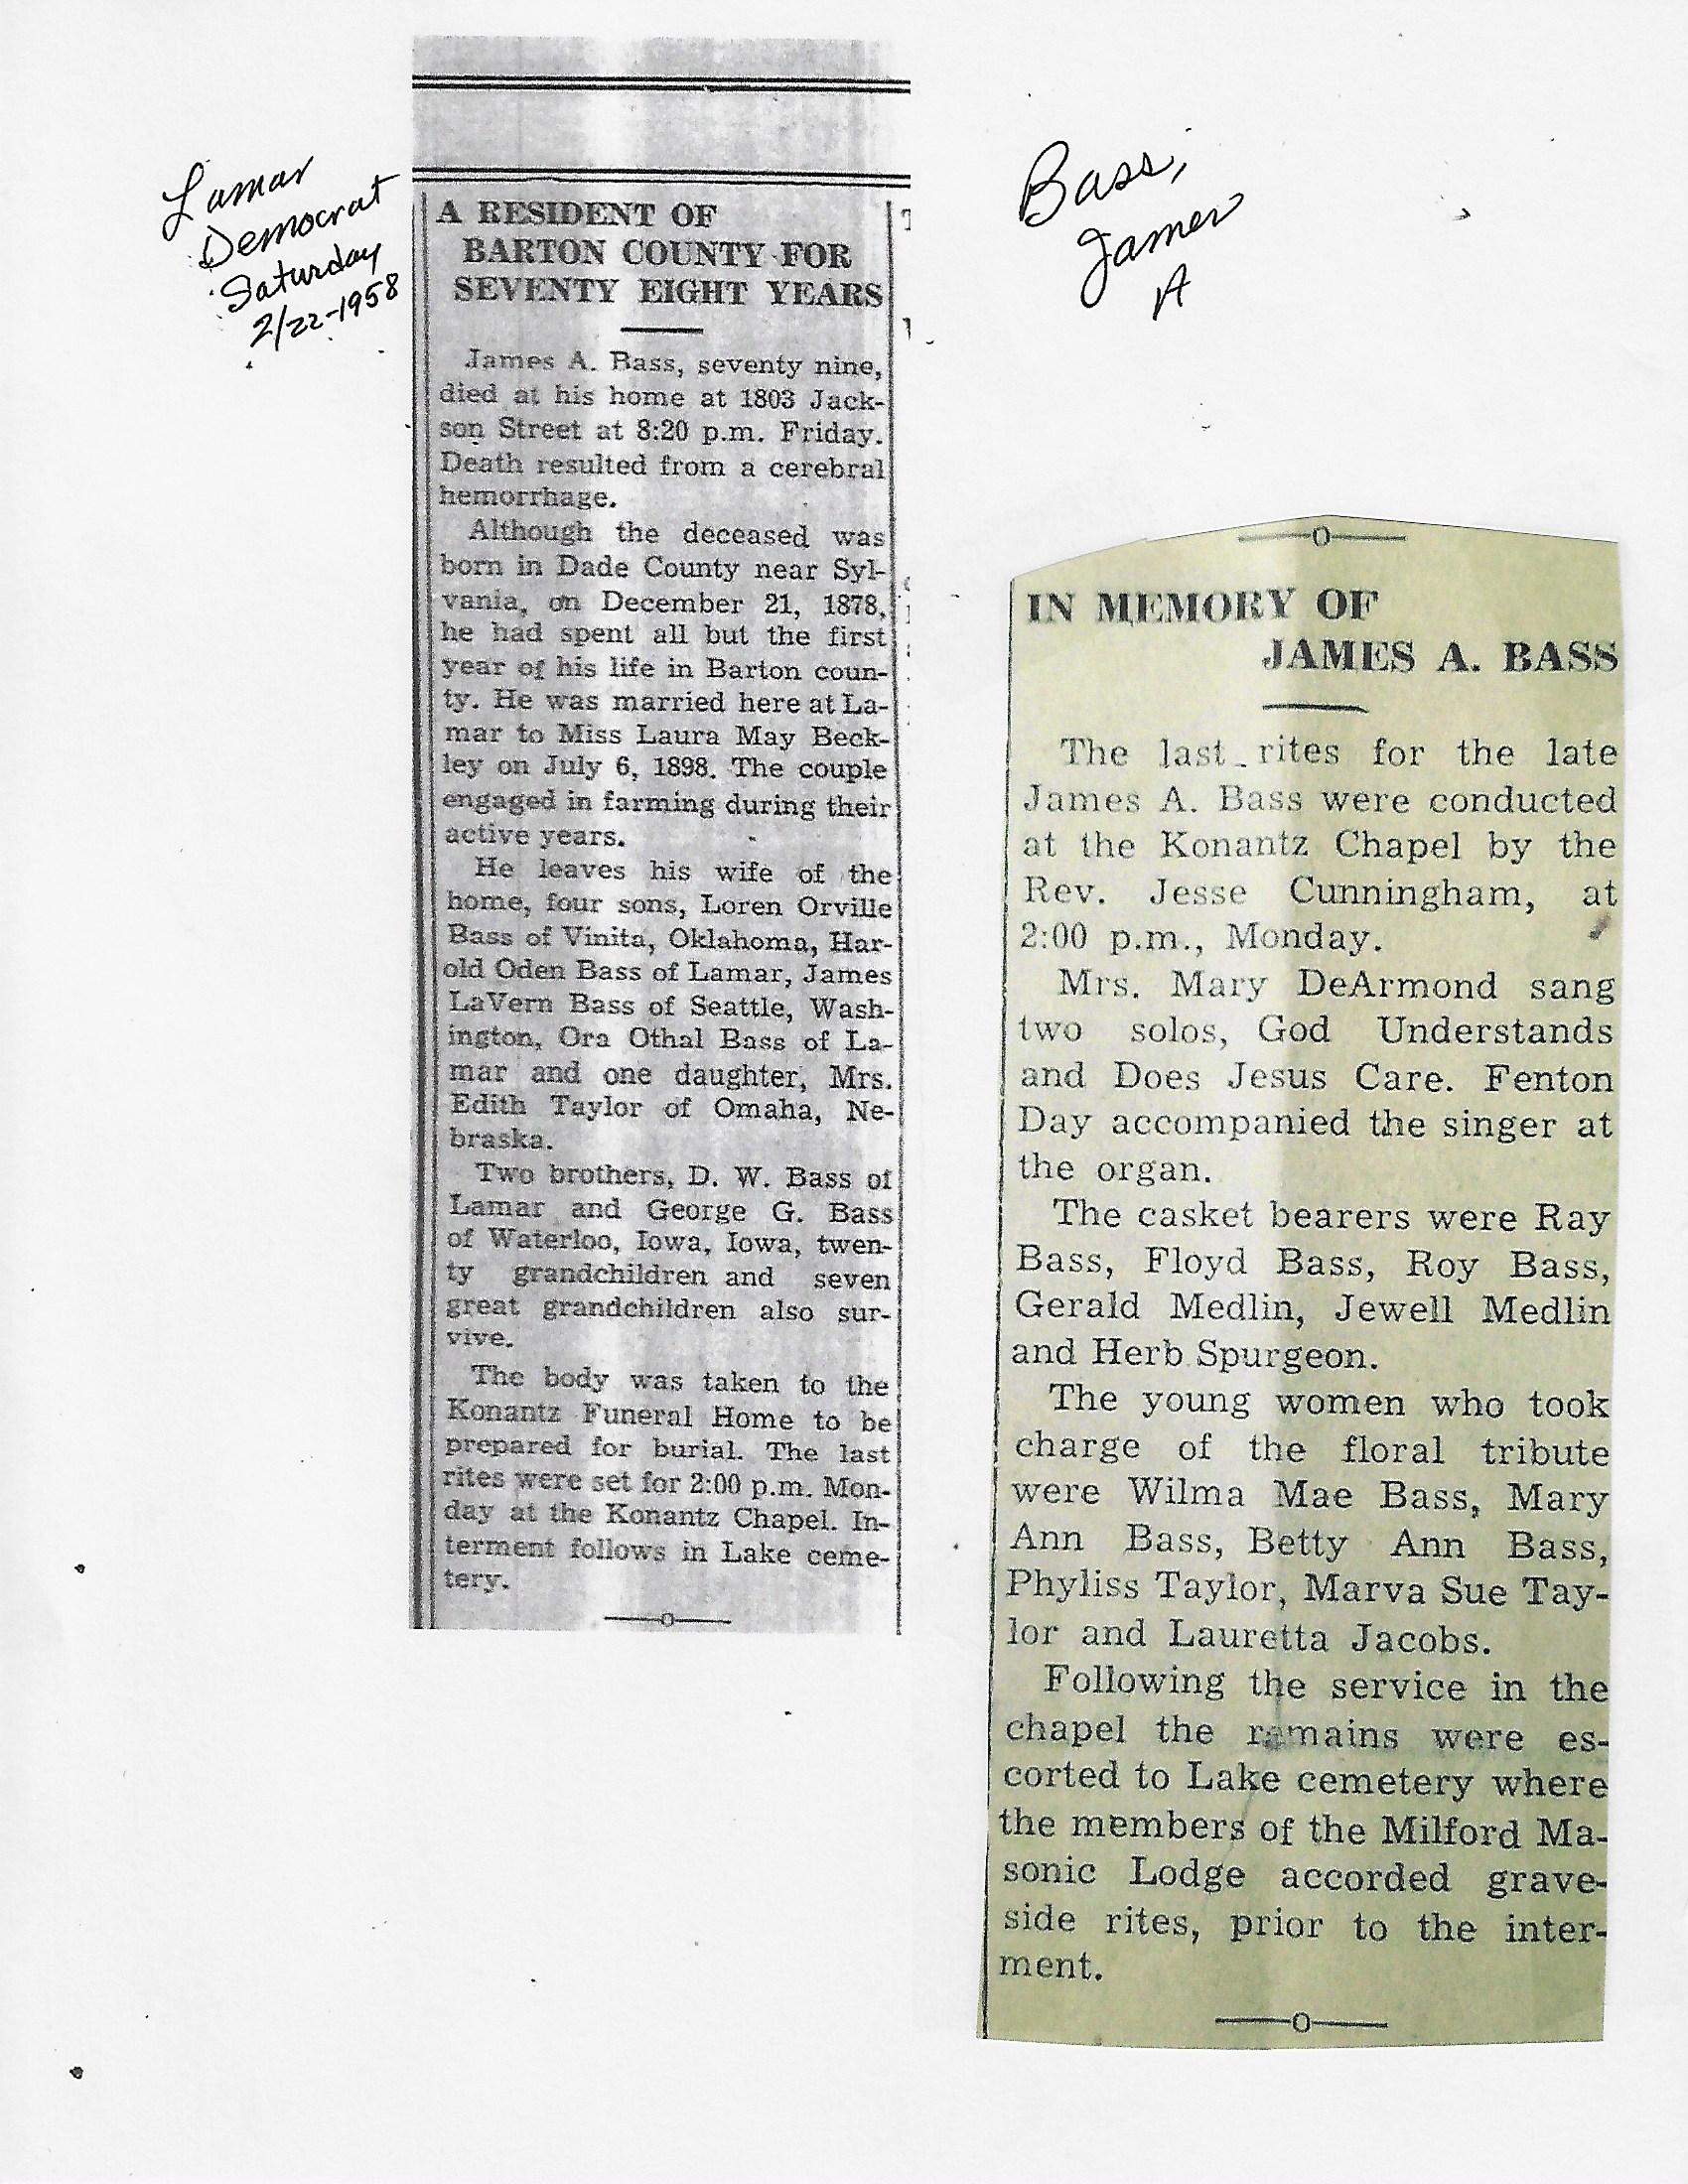 Lamar
Democrat
Saturday
2/22-1958
A RESIDENT OF
BARTON COUNTY FOR
SEVENTY EIGHT YEARS
James A. Bass, seventy nine,
died at his home at 1803 Jack-
son Street at 8:20 p.m. Friday.
Death resulted from a cerebral
hemorrhage.
Although the deceased was
born in Dade County near Syl-
vania, on December 21, 1878,
he had spent all but the first
year of his life in Barton coun-
ty. He was married here at La-
mar to Miss Laura May Beck-
ley on July 6, 1898. The couple
engaged in farming during their
active years.
He leaves his wife of the
home, four sons, Loren Orville
Bass of Vinita, Oklahoma, Har-
old Oden Bass of Lamar, James
LaVern Bass of Seattle, Wash-
ington, Ora Othal Bass of La-
mar and one daughter, Mrs.
Edith Taylor of Omaha, Ne-
braska.
Two brothers, D. W. Bass of
Lamar and George G. Bass
of Waterloo, Iowa, Iowa, twen-
ty grandchildren and seven
great grandchildren also sur-
vive.
The body was taken to the
Konantz Funeral Home to be
prepared for burial. The last
rites were set for 2:00 p.m. Mon-
day at the Konantz Chapel. In-
terment follows in Lake ceme-
tery.
Bass,
James
A
IN MEMORY OF
JAMES A. BASS
The last rites for the late
James A. Bass were conducted
at the Konantz Chapel by the
Rev. Jesse Cunningham, at
2:00 p.m., Monday.
Mrs. Mary DeArmond sang
two solos, God Understands
and Does Jesus Care. Fenton
Day accompanied the singer at
the organ.
The casket bearers were Ray
Bass, Floyd Bass, Roy Bass,
Gerald Medlin, Jewell Medlin
and Herb Spurgeon.
The young women who took
charge of the floral tribute
were Wilma Mae Bass, Mary
Ann Bass, Betty Ann Bass,
Phyliss Taylor, Marva Sue Tay-
lor and Lauretta Jacobs.
Following the service in the
chapel the remains were es-
corted to Lake cemetery where
the members of the Milford Ma-
sonic Lodge accorded grave-
side rites, prior to the inter-
ment.